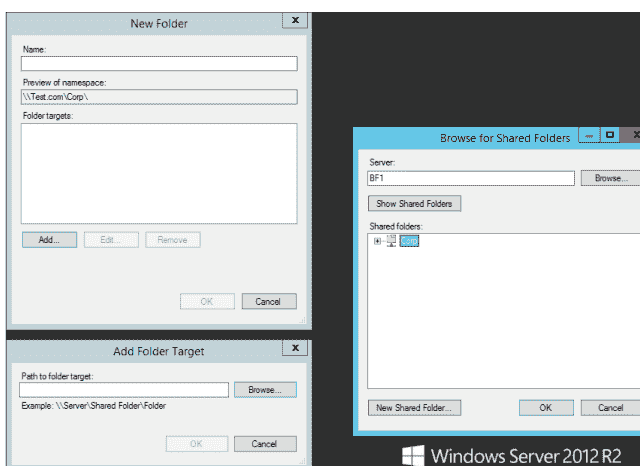 New Folder
x
Name:
Preview of namespace:
\\Test.com\Corp\
Folder targets:
Add...
Edit...
Remove
OK
Cancel
Add Folder Target
x
Path to folder target:
Browse...
Example: \\Server\Shared Folder\Folder
OK
Cancel
Browse for Shared Folders
x
Server:
BF1
Browse...
Show Shared Folders
Shared folders:
Corp
New Shared Folder...
OK
Cancel
Windows Server 2012 R2